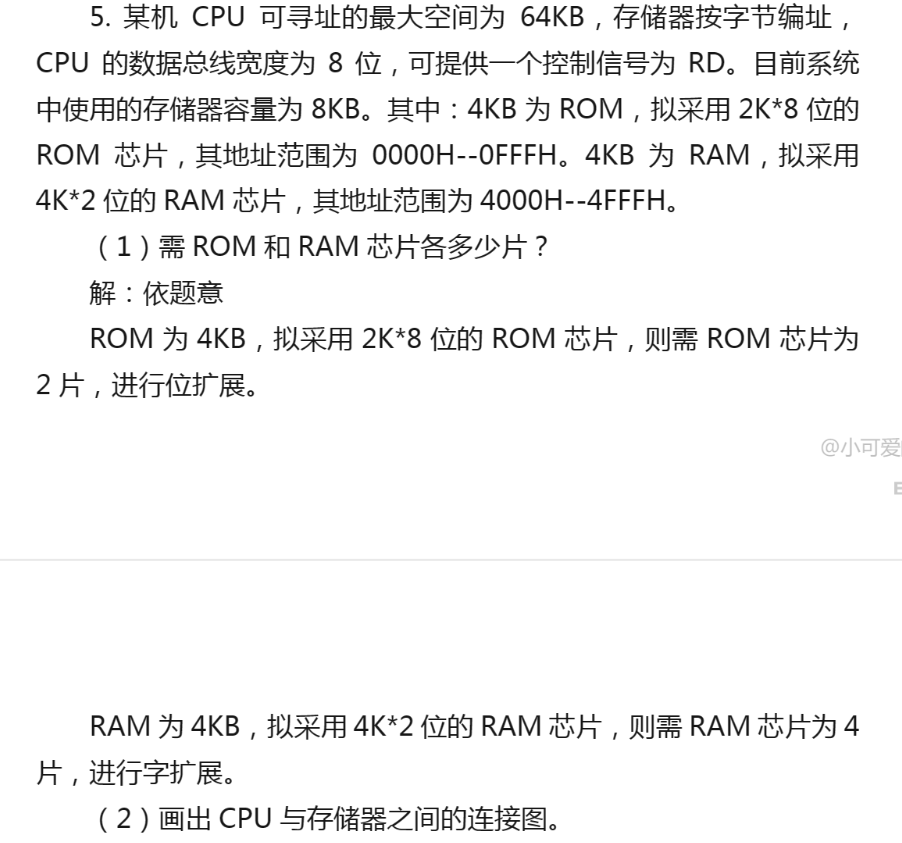 5. 某机 CPU 可寻址的最大空间为 64KB，存储器按字节编址，
CPU 的数据总线宽度为 8 位，可提供一个控制信号为 RD。目前系统
中使用的存储器容量为 8KB。其中：4KB 为 ROM，拟采用 2K*8 位的
ROM 芯片，其地址范围为 0000H--0FFFH。4KB 为 RAM，拟采用
4K*2 位的 RAM 芯片，其地址范围为 4000H--4FFFH。
（1）需 ROM 和 RAM 芯片各多少片？
解：依题意
ROM 为 4KB，拟采用 2K*8 位的 ROM 芯片，则需 ROM 芯片为
2 片，进行位扩展。
@小可爱
RAM 为 4KB，拟采用 4K*2 位的 RAM 芯片，则需 RAM 芯片为 4
片，进行字扩展。
（2）画出 CPU 与存储器之间的连接图。